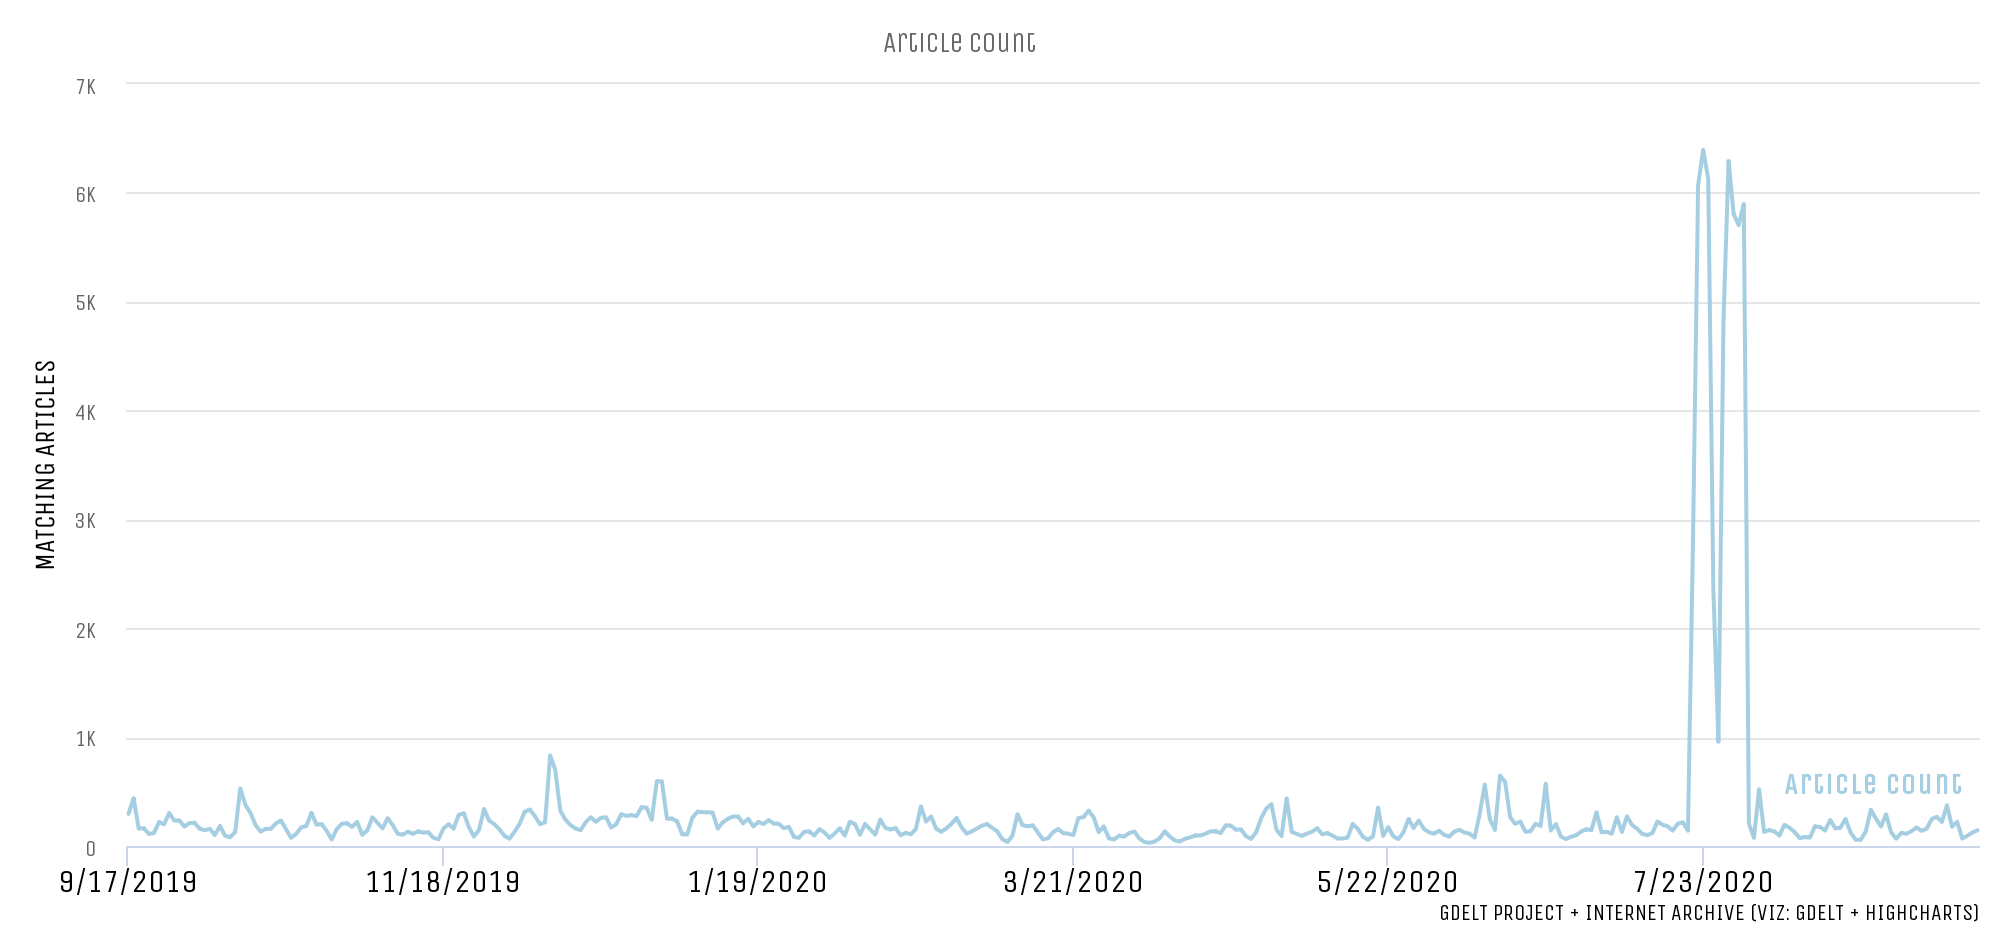 Article Count
7K
6K
5K
4K
3K
2K
1K
0
MATCHING ARTICLES
Article Count
9/17/2019 11/18/2019 1/19/2020 3/21/2020 5/22/2020 7/23/2020
GDELT PROJECT + INTERNET ARCHIVE (VIZ: GDELT + HIGHCHARTS)